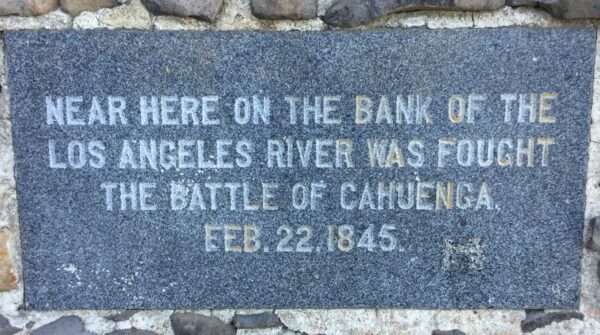 NEAR HERE ON THE BANK OF THE
LOS ANGELES RIVER WAS FOUGHT
THE BATTLE OF CAHUENGA.
FEB. 22. 1845.